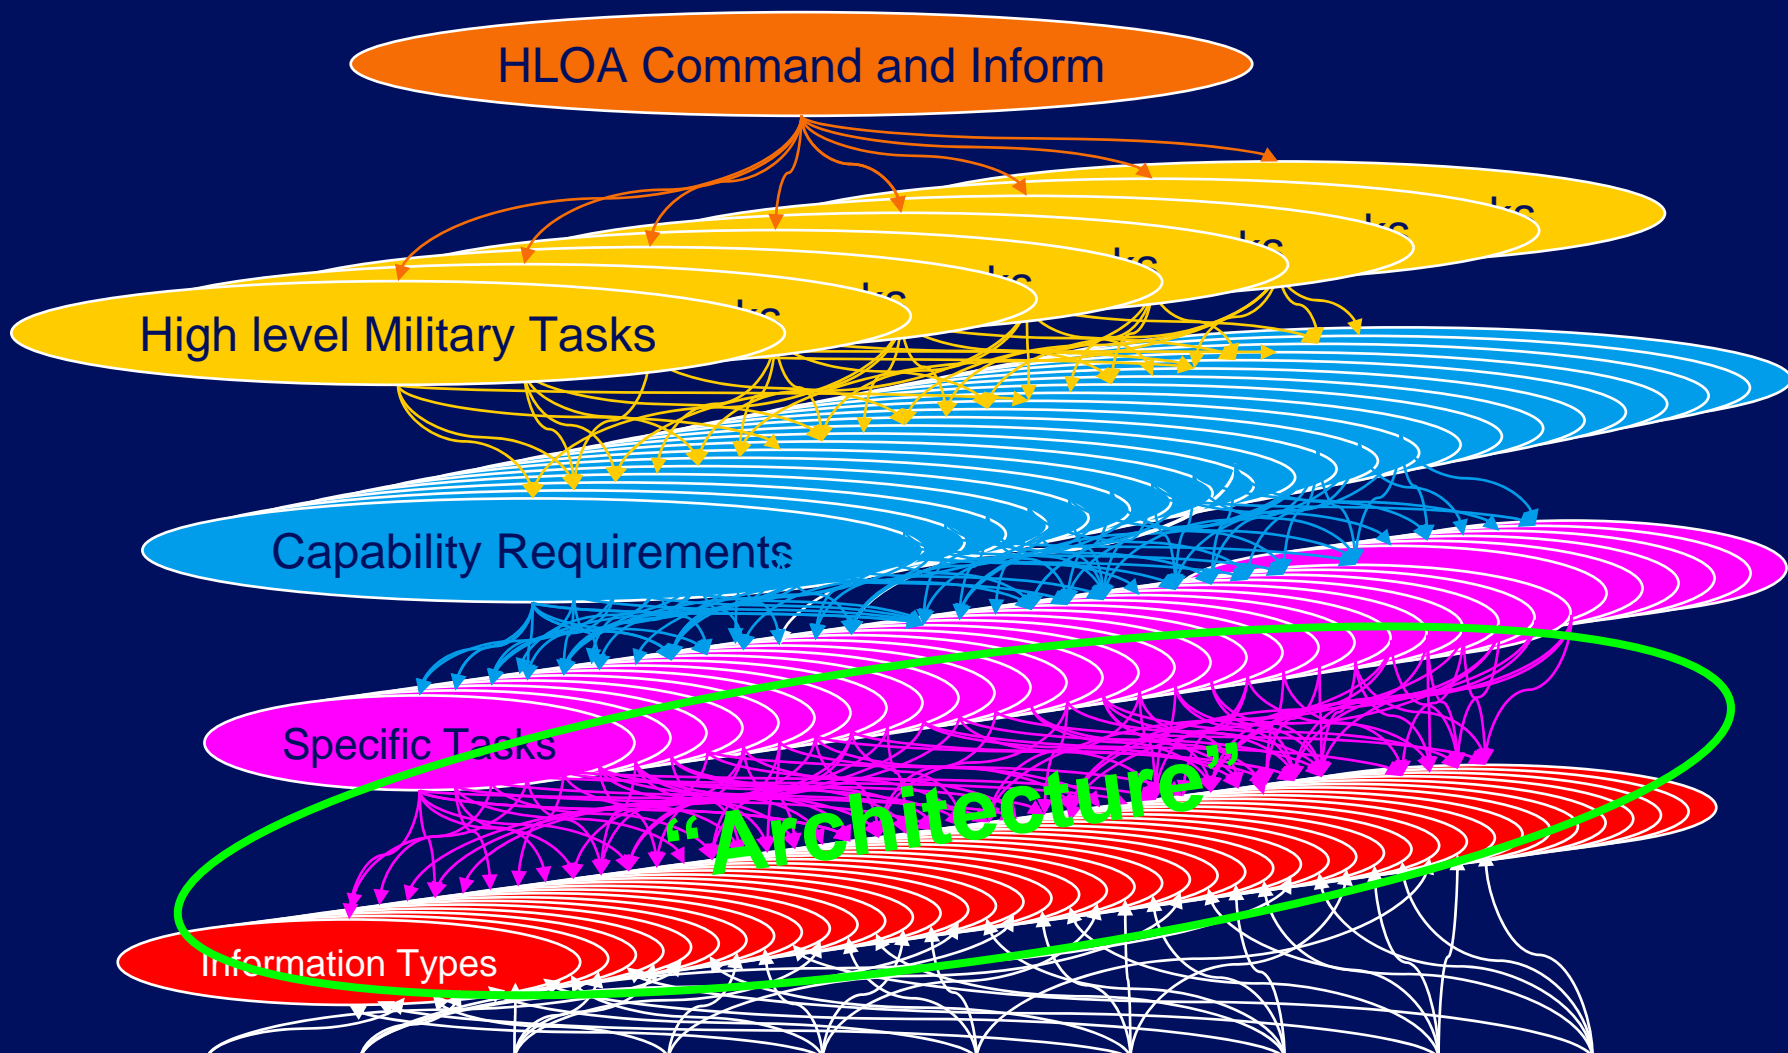 HLOA Command and Inform
High level Military Tasks
Capability Requirements
Specific Tasks
“Architecture”
Information Types